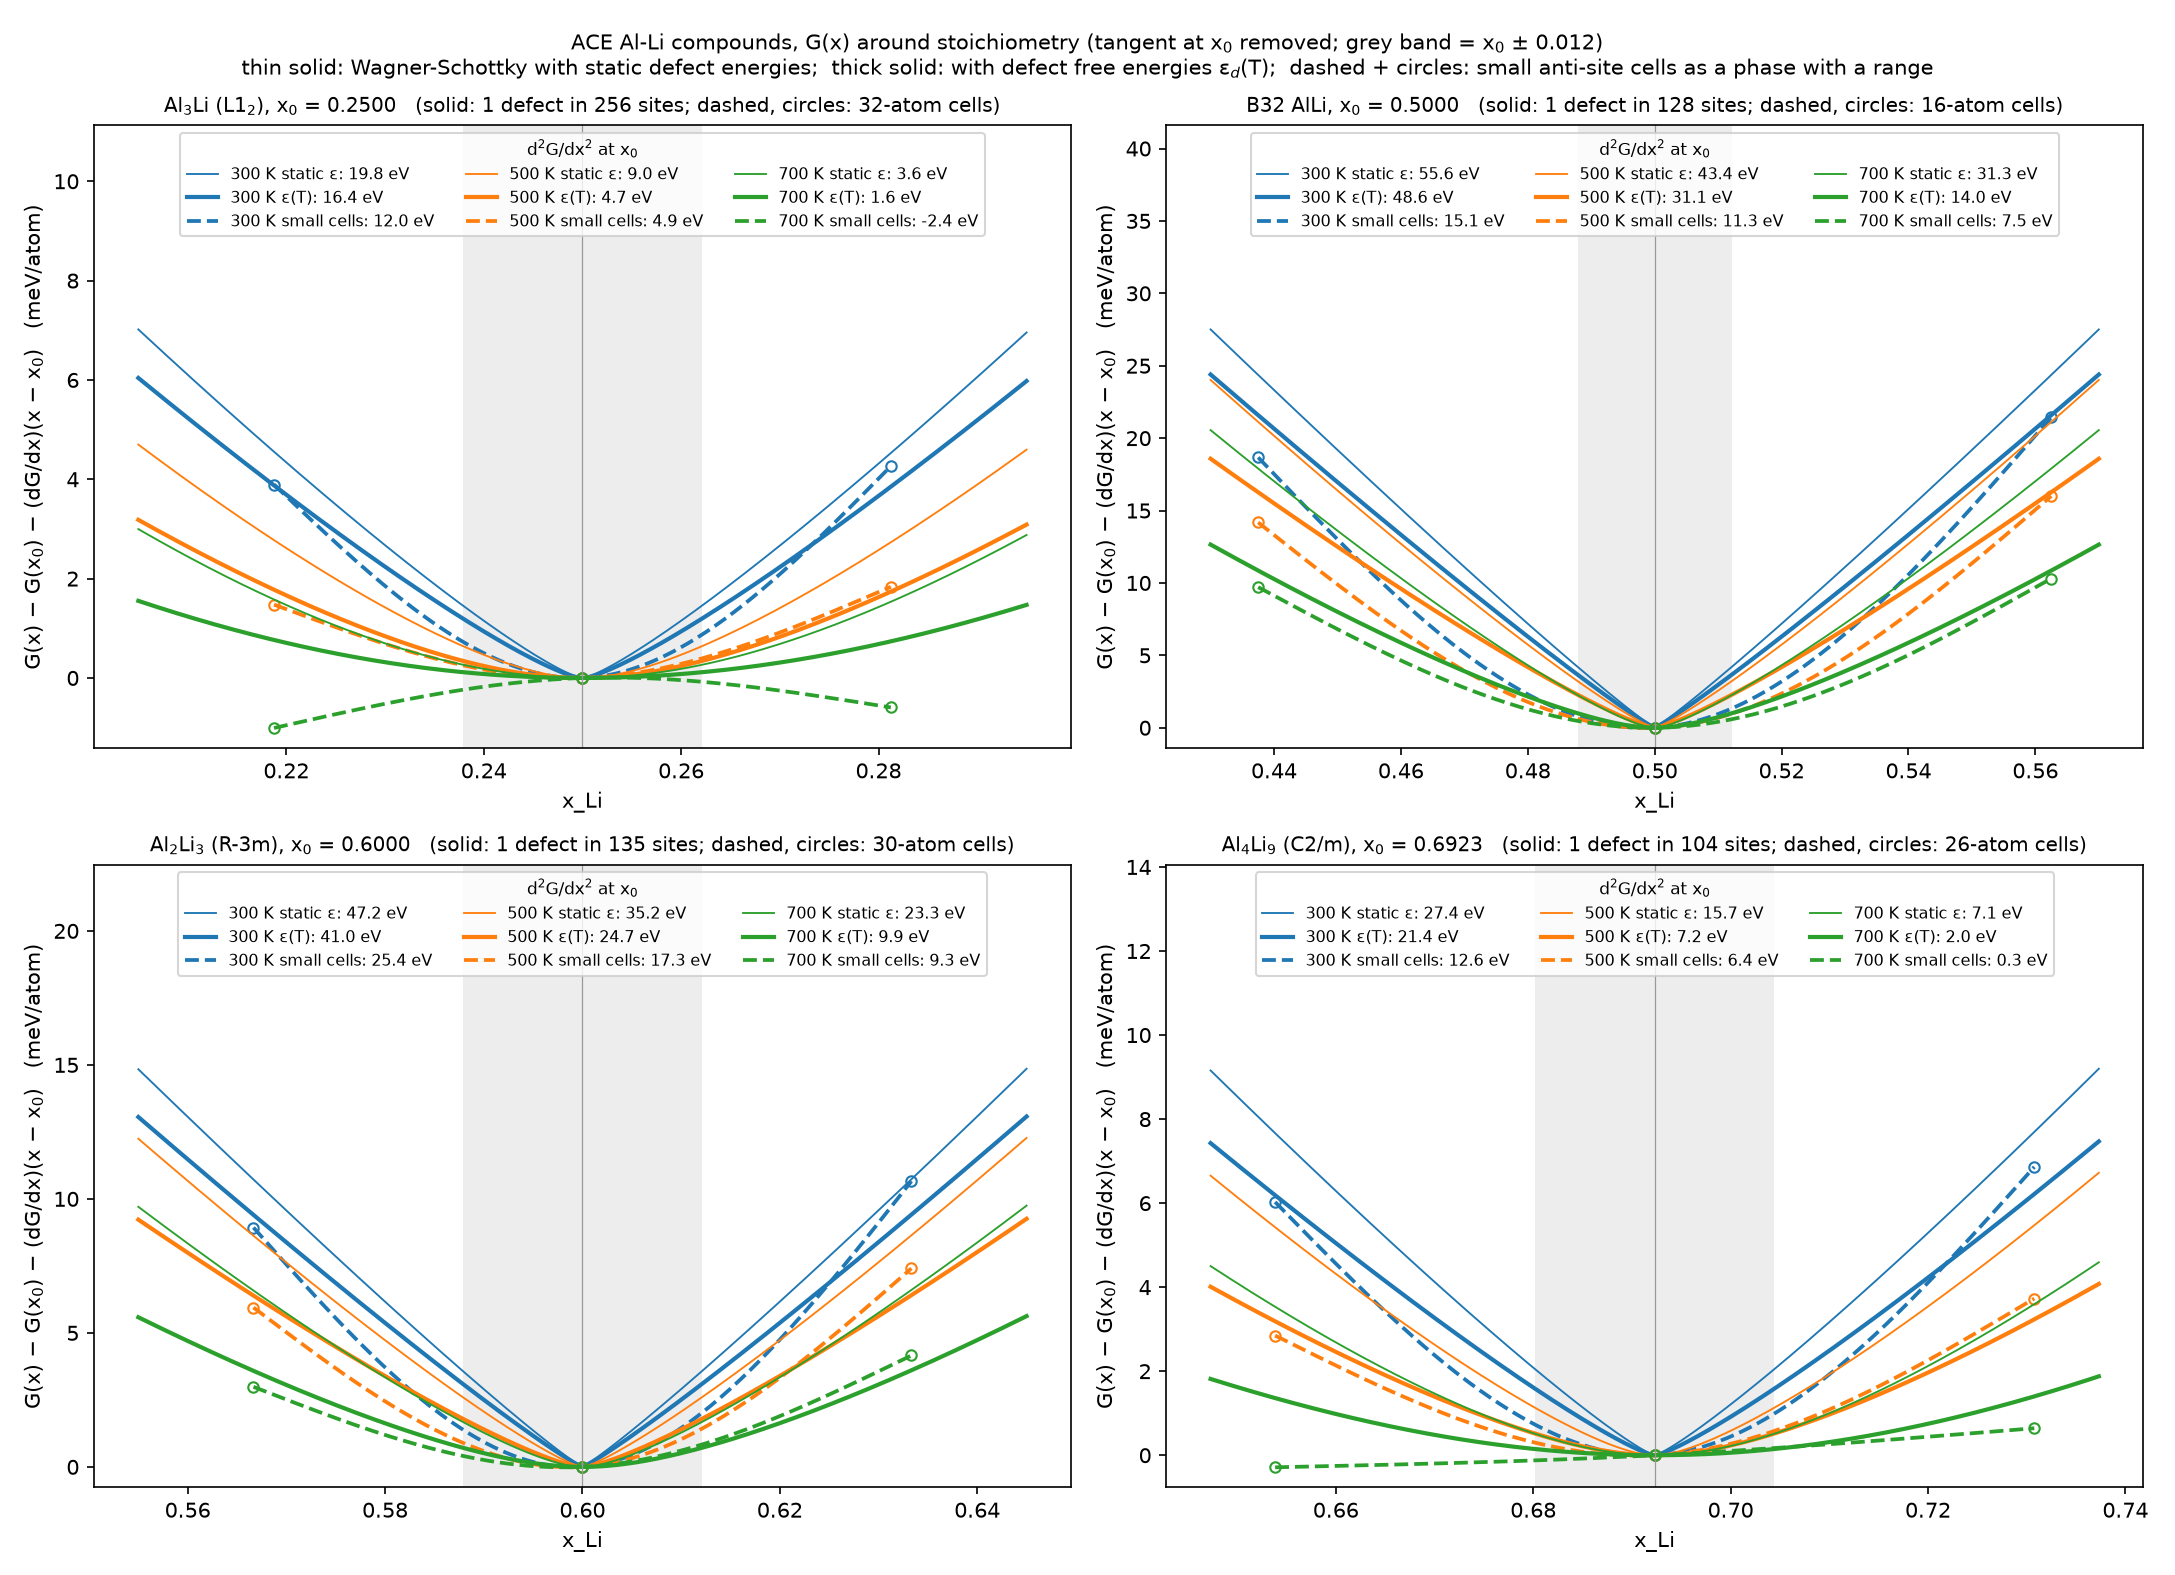 ACE Al-Li compounds, G(x) around stoichiometry (tangent at x₀ removed; grey band = x₀ ± 0.012)
thin solid: Wagner-Schottky with static defect energies;  thick solid: with defect free energies ε_d(T);  dashed + circles: small anti-site cells as a phase with a range
Al₃Li (L1₂), x₀ = 0.2500   (solid: 1 defect in 256 sites; dashed, circles: 32-atom cells)
d²G/dx² at x₀
300 K static ε: 19.8 eV
300 K ε(T): 16.4 eV
300 K small cells: 12.0 eV
500 K static ε: 9.0 eV
500 K ε(T): 4.7 eV
500 K small cells: 4.9 eV
700 K static ε: 3.6 eV
700 K ε(T): 1.6 eV
700 K small cells: -2.4 eV
G(x) − G(x₀) − (dG/dx)(x − x₀)   (meV/atom)
10
8
6
4
2
0
0.22
0.24
0.26
0.28
x_Li
B32 AlLi, x₀ = 0.5000   (solid: 1 defect in 128 sites; dashed, circles: 16-atom cells)
d²G/dx² at x₀
300 K static ε: 55.6 eV
300 K ε(T): 48.6 eV
300 K small cells: 15.1 eV
500 K static ε: 43.4 eV
500 K ε(T): 31.1 eV
500 K small cells: 11.3 eV
700 K static ε: 31.3 eV
700 K ε(T): 14.0 eV
700 K small cells: 7.5 eV
G(x) − G(x₀) − (dG/dx)(x − x₀)   (meV/atom)
40
35
30
25
20
15
10
5
0
0.44
0.46
0.48
0.50
0.52
0.54
0.56
x_Li
Al₂Li₃ (R-3m), x₀ = 0.6000   (solid: 1 defect in 135 sites; dashed, circles: 30-atom cells)
d²G/dx² at x₀
300 K static ε: 47.2 eV
300 K ε(T): 41.0 eV
300 K small cells: 25.4 eV
500 K static ε: 35.2 eV
500 K ε(T): 24.7 eV
500 K small cells: 17.3 eV
700 K static ε: 23.3 eV
700 K ε(T): 9.9 eV
700 K small cells: 9.3 eV
G(x) − G(x₀) − (dG/dx)(x − x₀)   (meV/atom)
20
15
10
5
0
0.56
0.58
0.60
0.62
0.64
x_Li
Al₄Li₉ (C2/m), x₀ = 0.6923   (solid: 1 defect in 104 sites; dashed, circles: 26-atom cells)
d²G/dx² at x₀
300 K static ε: 27.4 eV
300 K ε(T): 21.4 eV
300 K small cells: 12.6 eV
500 K static ε: 15.7 eV
500 K ε(T): 7.2 eV
500 K small cells: 6.4 eV
700 K static ε: 7.1 eV
700 K ε(T): 2.0 eV
700 K small cells: 0.3 eV
G(x) − G(x₀) − (dG/dx)(x − x₀)   (meV/atom)
14
12
10
8
6
4
2
0
0.66
0.68
0.70
0.72
0.74
x_Li